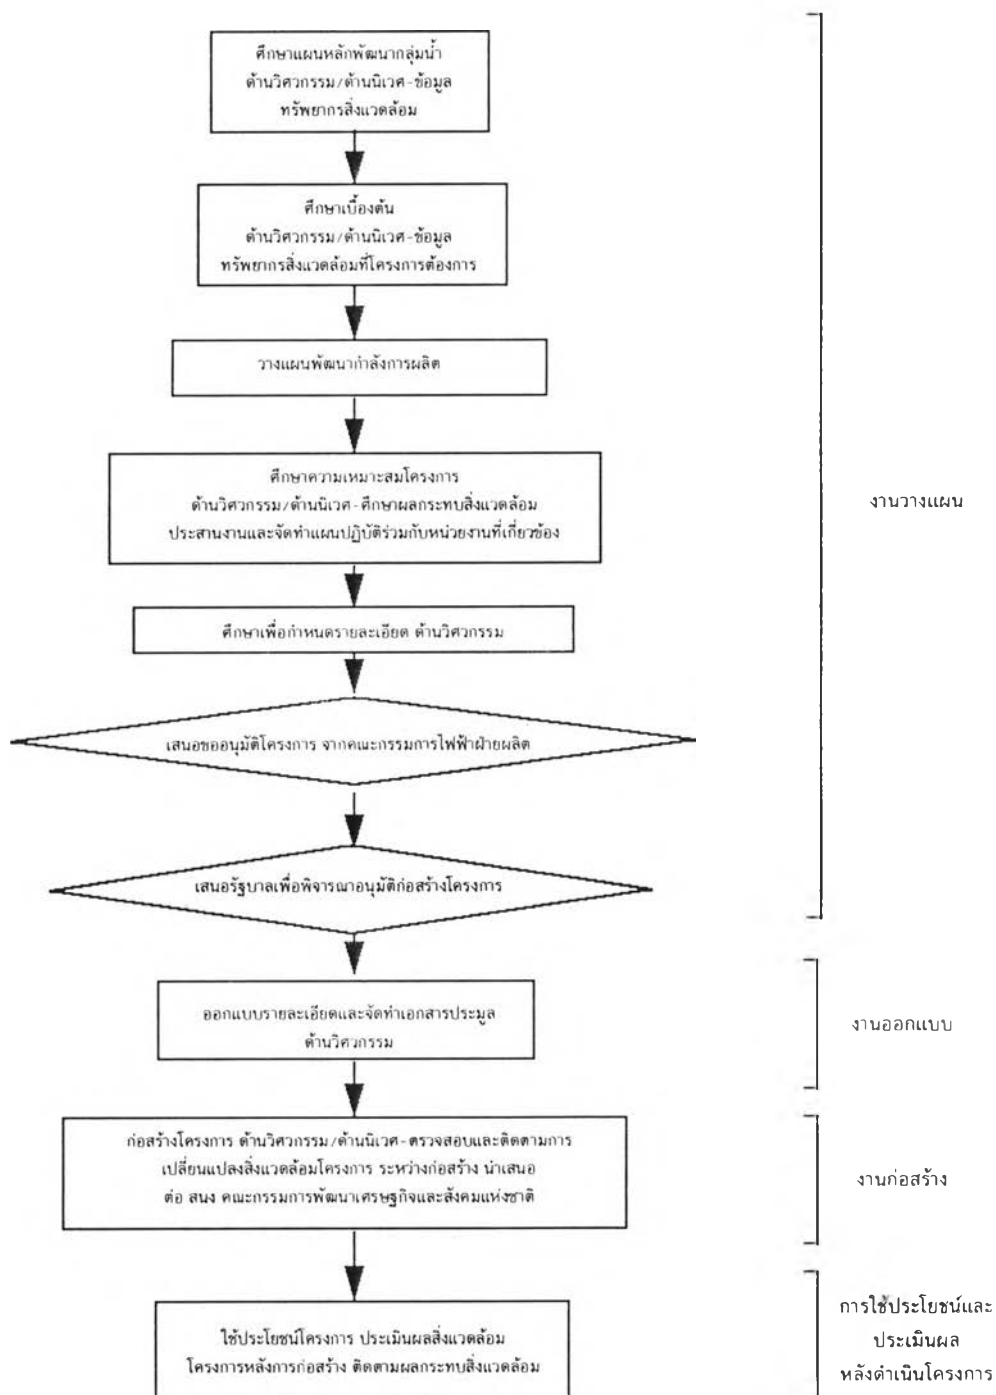 ศึกษาแผนหลักพัฒนากลุ่มน้ำ
ด้านวิศวกรรม/ด้านนิเวศ-ข้อมูล
ทรัพยากรสิ่งแวดล้อม
ศึกษาเบื้องต้น
ด้านวิศวกรรม/ด้านนิเวศ-ข้อมูล
ทรัพยากรสิ่งแวดล้อมที่โครงการต้องการ
วางแผนพัฒนากำลังการผลิต
ศึกษาความเหมาะสมโครงการ
ด้านวิศวกรรม/ด้านนิเวศ-ศึกษาผลกระทบสิ่งแวดล้อม
ประสานงานและจัดทำแผนปฏิบัติร่วมกับหน่วยงานที่เกี่ยวข้อง
งานวางแผน
ศึกษาเพื่อกำหนดรายละเอียด ด้านวิศวกรรม
เสนอขออนุมัติโครงการ จากคณะกรรมการไฟฟ้าฝ่ายผลิต
เสนอรัฐบาลเพื่อพิจารณาอนุมัติก่อสร้างโครงการ
ออกแบบรายละเอียดและจัดทำเอกสารประมูล
ด้านวิศวกรรม
งานออกแบบ
ก่อสร้างโครงการ ด้านวิศวกรรม/ด้านนิเวศ-ตรวจสอบและติดตามการ
เปลี่ยนแปลงสิ่งแวดล้อมโครงการ ระหว่างก่อสร้าง นำเสนอ
ต่อ สนง คณะกรรมการพัฒนาเศรษฐกิจและสังคมแห่งชาติ
งานก่อสร้าง
ใช้ประโยชน์โครงการ ประเมินผลสิ่งแวดล้อม
โครงการหลังการก่อสร้าง ติดตามผลกระทบสิ่งแวดล้อม
การใช้ประโยชน์และ
ประเมินผล
หลังดำเนินโครงการ